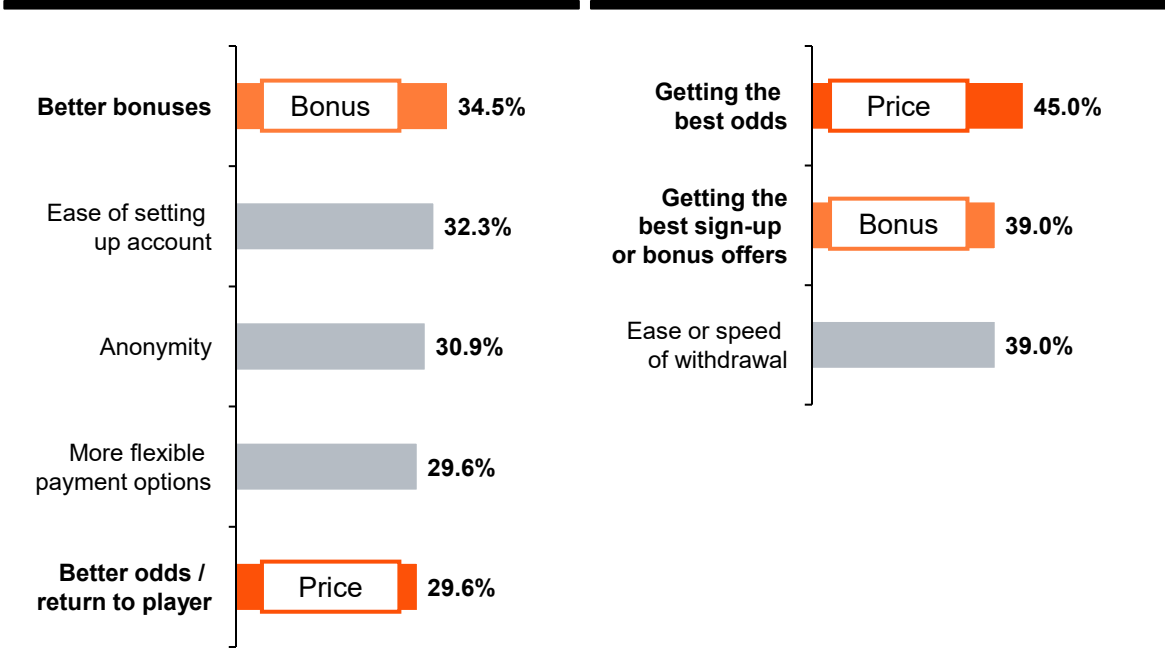 Better bonuses
Bonus
34.5%
Ease of setting
up account
32.3%
Anonymity
30.9%
More flexible
payment options
29.6%
Better odds /
return to player
Price
29.6%
Getting the
best odds
Price
45.0%
Getting the
best sign-up
or bonus offers
Bonus
39.0%
Ease or speed
of withdrawal
39.0%